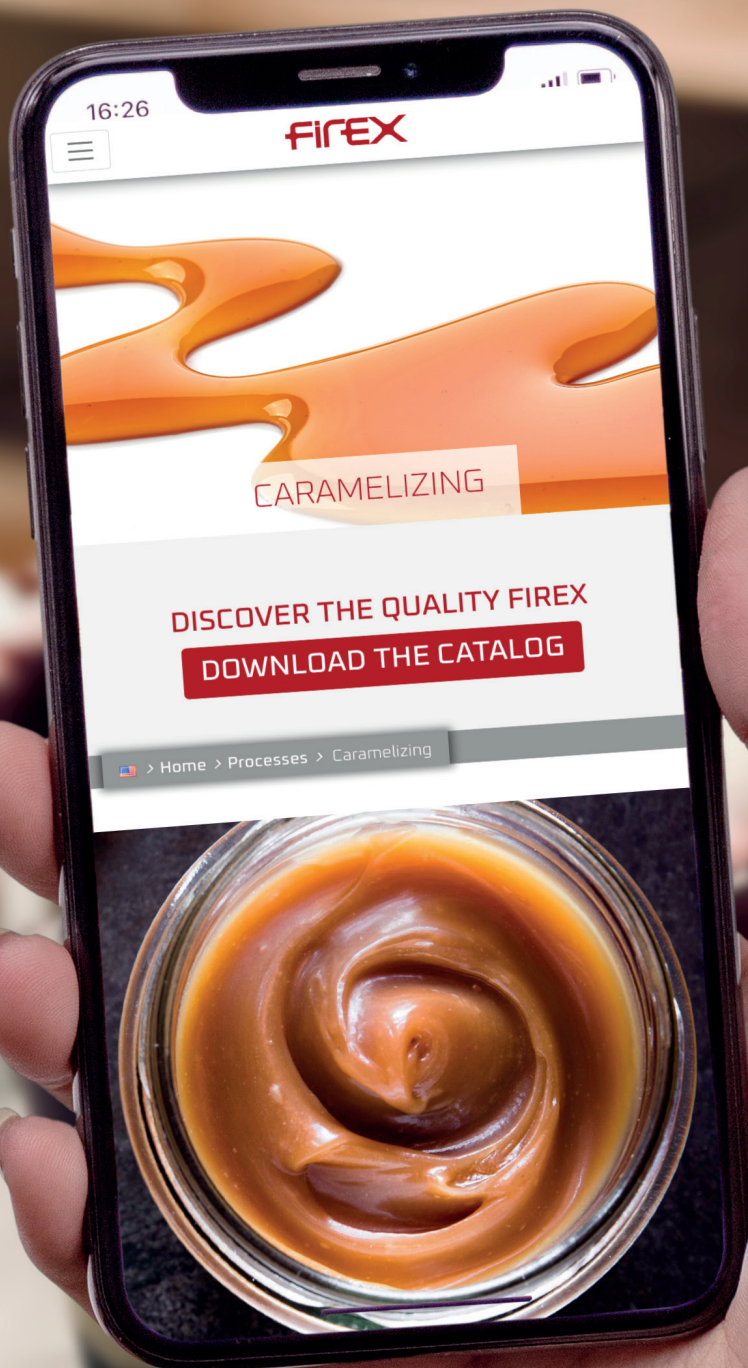 16:26
FIREX
CARAMELIZING
DISCOVER THE QUALITY FIREX
DOWNLOAD THE CATALOG
> Home > Processes > Caramelizing